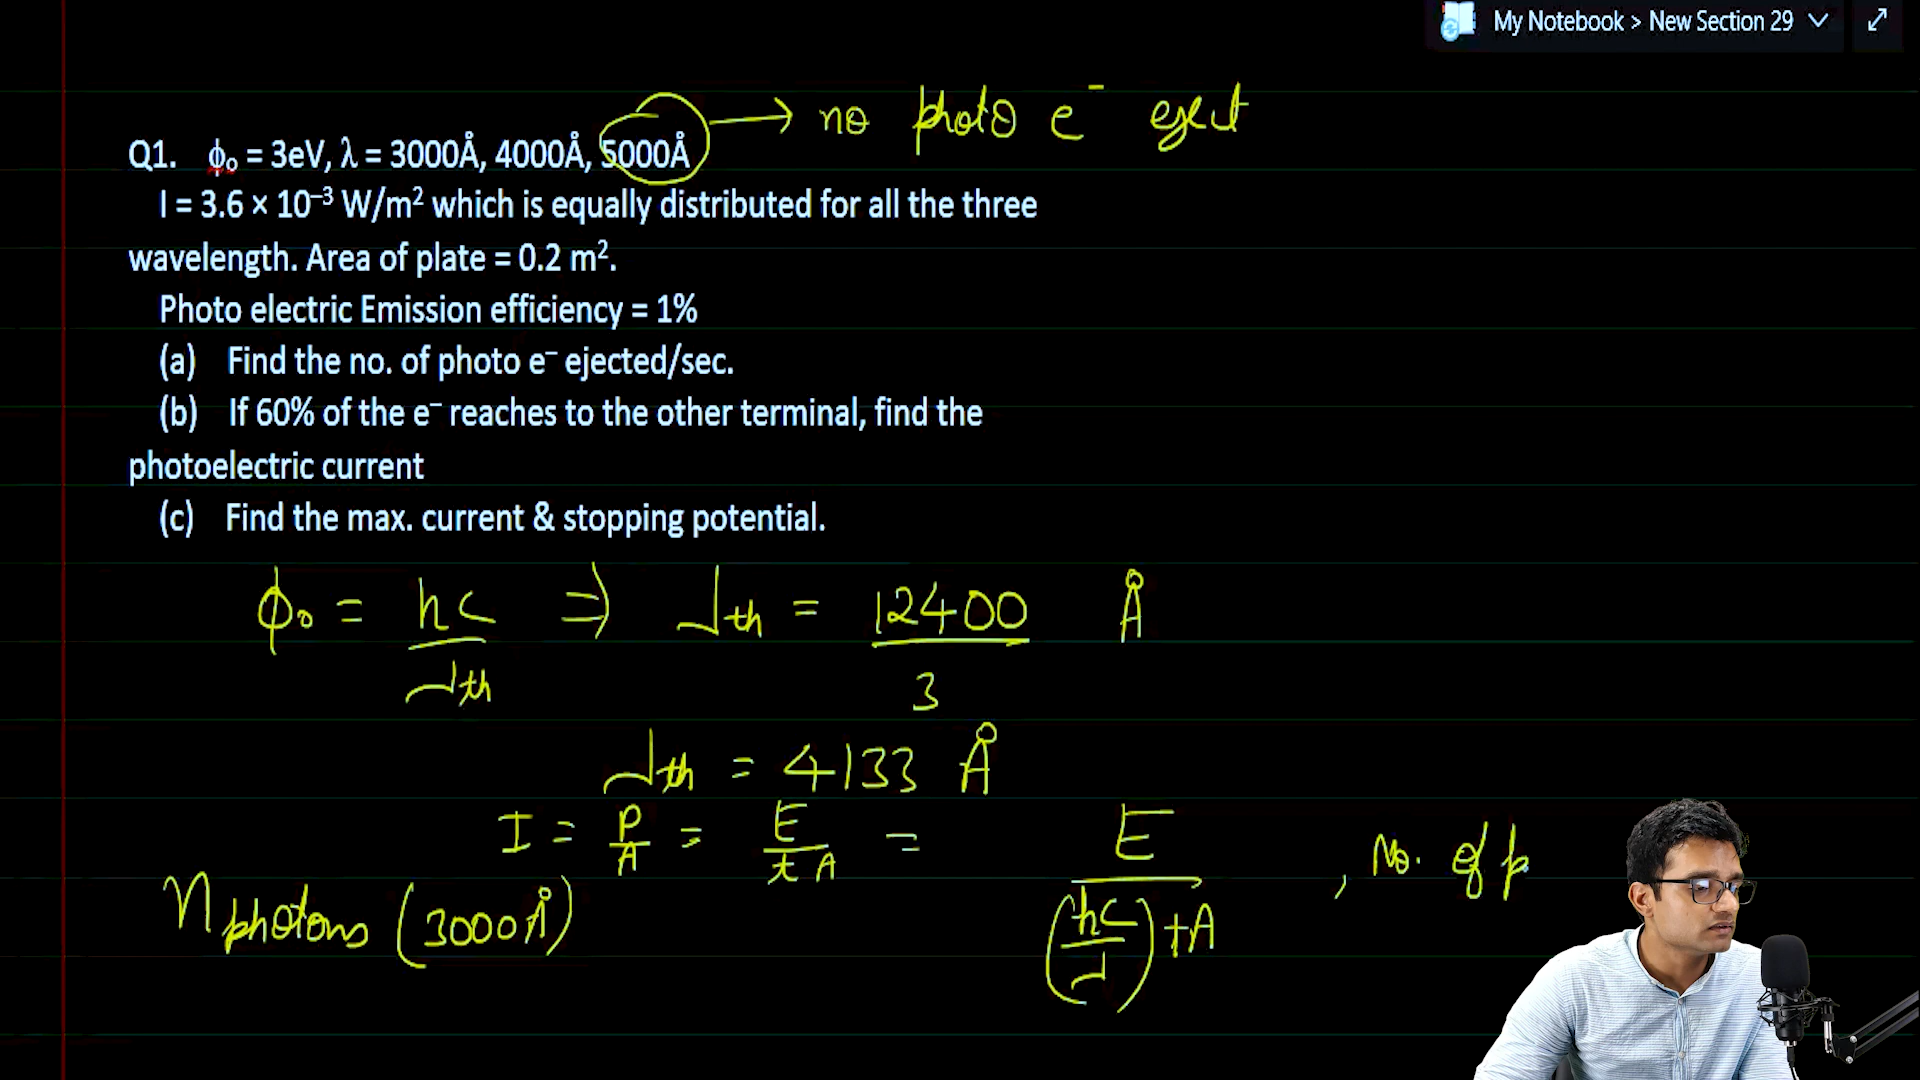 My Notebook > New Section 29
→ no photo e⁻ eject
Q1. ϕ₀ = 3eV, λ = 3000Å, 4000Å, 5000Å
I = 3.6 × 10⁻³ W/m² which is equally distributed for all the three
wavelength. Area of plate = 0.2 m².
Photo electric Emission efficiency = 1%
(a) Find the no. of photo e⁻ ejected/sec.
(b) If 60% of the e⁻ reaches to the other terminal, find the
photoelectric current
(c) Find the max. current & stopping potential.
ϕ₀ = hc/λth ⇒ λth = 12400/3 Å
λth = 4133 Å
I = P/A = E/tA = E/(hc/λ)tA , No. of p
nphotons (3000Å)